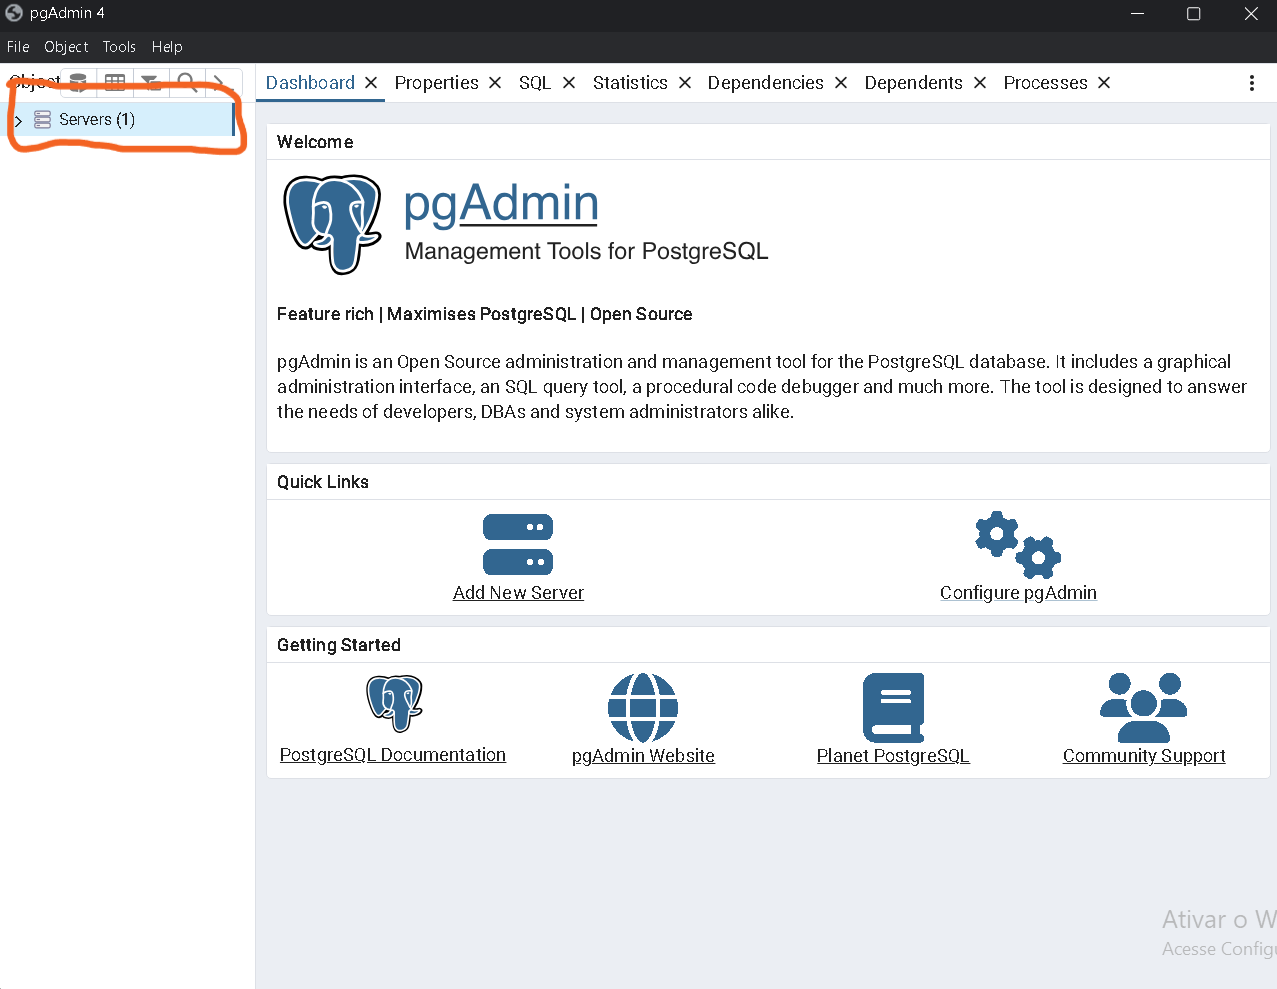 pgAdmin 4
File Object Tools Help
Object
Dashboard Properties SQL Statistics Dependencies Dependents Processes
Servers (1)
Welcome
pgAdmin
Management Tools for PostgreSQL
Feature rich | Maximises PostgreSQL | Open Source
pgAdmin is an Open Source administration and management tool for the PostgreSQL database. It includes a graphical
administration interface, an SQL query tool, a procedural code debugger and much more. The tool is designed to answer
the needs of developers, DBAs and system administrators alike.
Quick Links
Add New Server
Configure pgAdmin
Getting Started
PostgreSQL Documentation
pgAdmin Website
Planet PostgreSQL
Community Support
Ativar o W
Acesse Configu